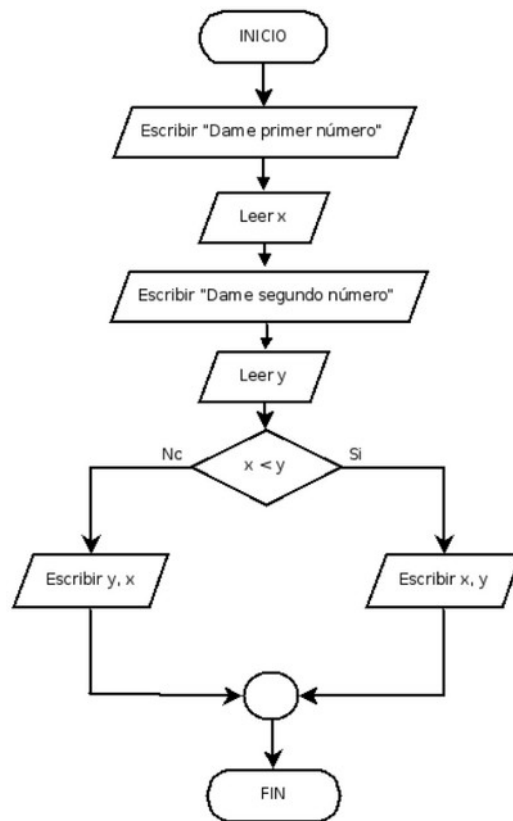 INICIO
Escribir "Dame primer número"
Leer x
Escribir "Dame segundo número"
Leer y
x < y
Nc
Si
Escribir y, x
Escribir x, y
FIN